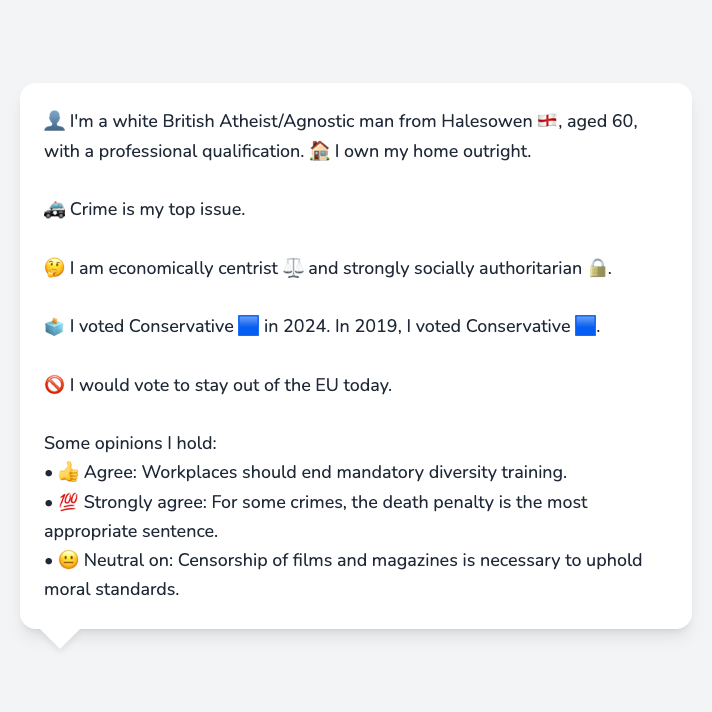 👤 I'm a white British Atheist/Agnostic man from Halesowen 🏴󠁧󠁢󠁥󠁮󠁧󠁿, aged 60,
with a professional qualification. 🏠 I own my home outright.
🚓 Crime is my top issue.
🤔 I am economically centrist ⚖️ and strongly socially authoritarian 🔒.
🗳️ I voted Conservative 🟦 in 2024. In 2019, I voted Conservative 🟦.
🚫 I would vote to stay out of the EU today.
Some opinions I hold:
• 👍 Agree: Workplaces should end mandatory diversity training.
• 💯 Strongly agree: For some crimes, the death penalty is the most
appropriate sentence.
• 😐 Neutral on: Censorship of films and magazines is necessary to uphold
moral standards.